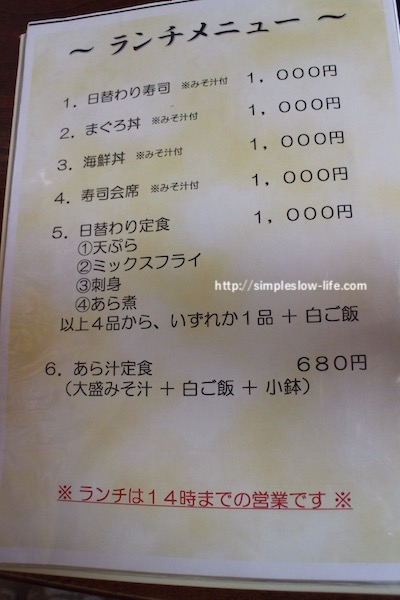 ～ ランチメニュー ～
１．日替わり寿司 ※みそ汁付 １，０００円
２．まぐろ丼 ※みそ汁付 １，０００円
３．海鮮丼 ※みそ汁付 １，０００円
４．寿司会席 ※みそ汁付 １，０００円
５．日替わり定食 １，０００円
①天ぷら
②ミックスフライ
③刺身
④あら煮
以上４品から、いずれか１品 ＋ 白ご飯
６．あら汁定食 ６８０円
（大盛みそ汁 ＋ 白ご飯 ＋ 小鉢）
※ ランチは１４時までの営業です ※
http://simpleslow-life.com